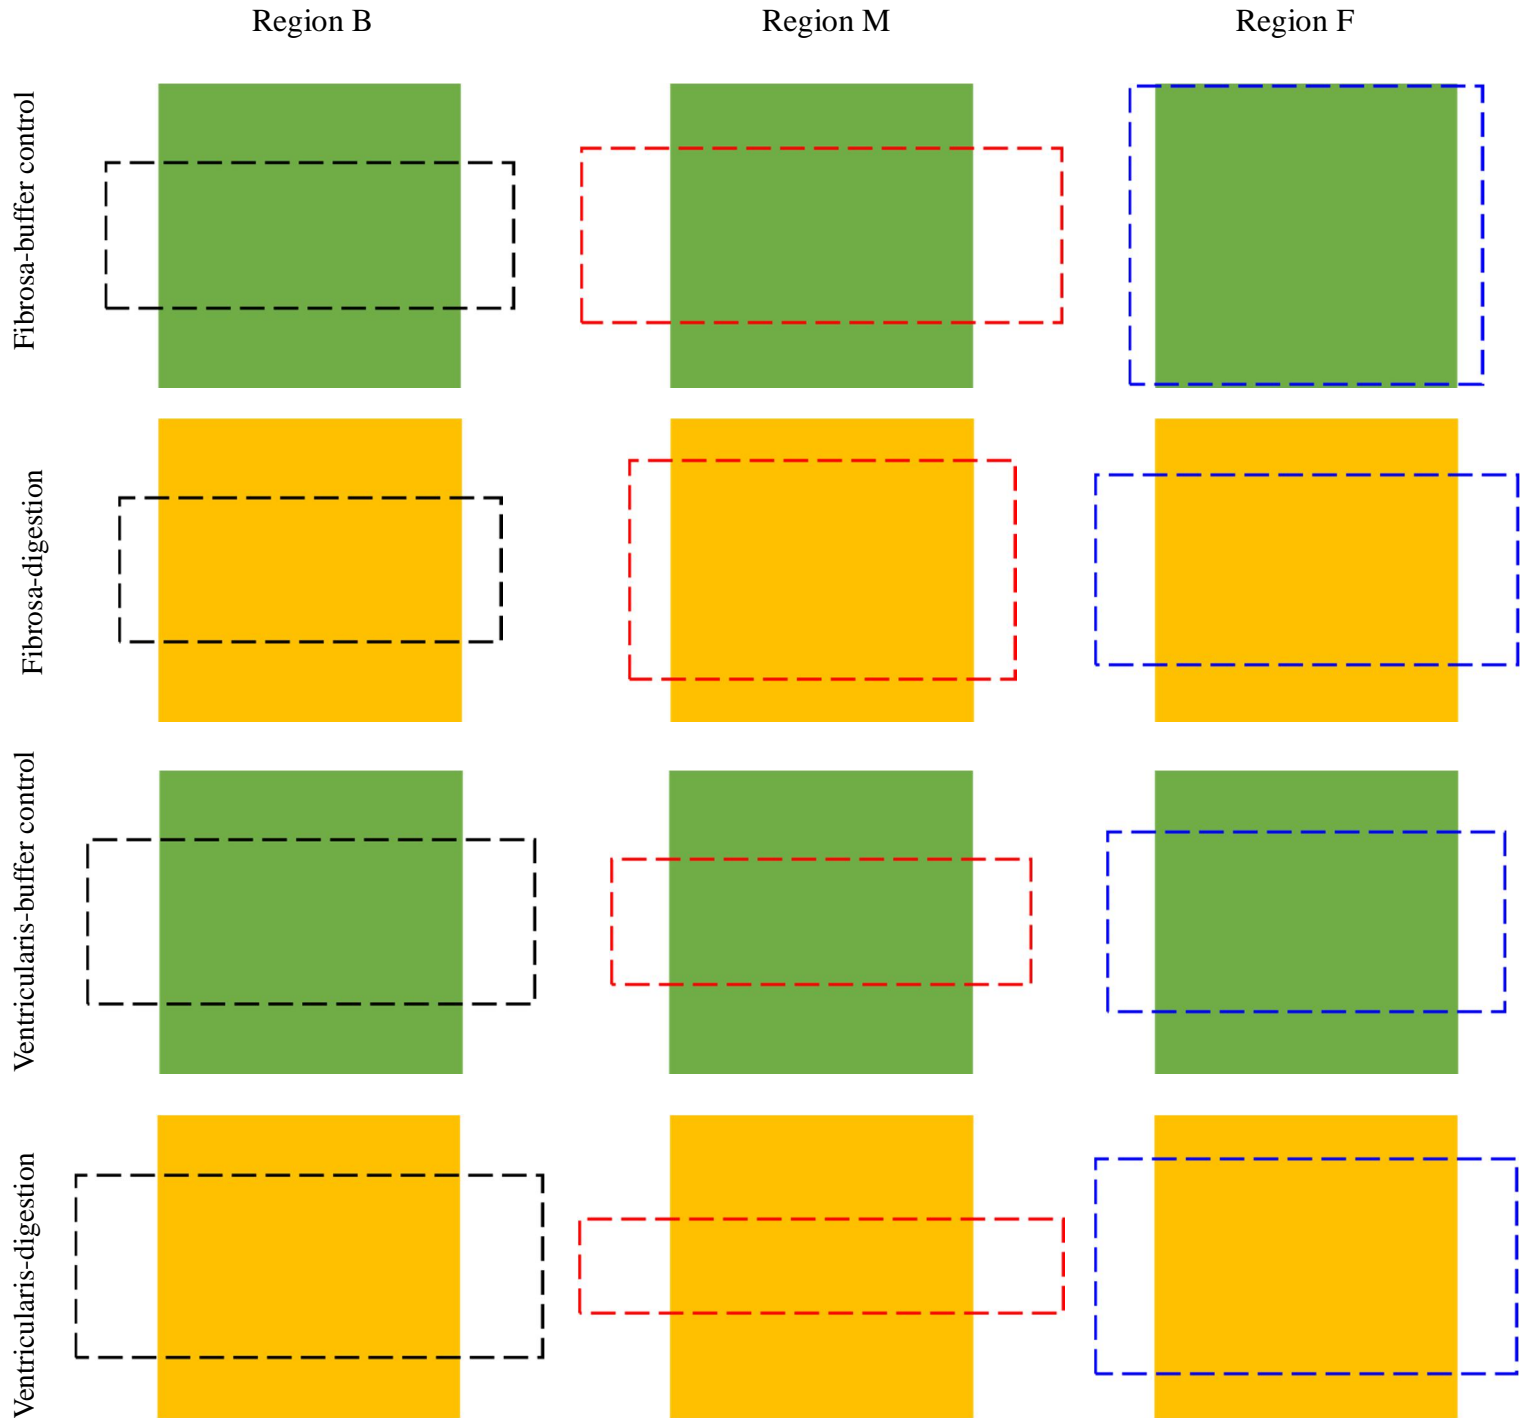 Region B
Region M
Region F
Fibrosa-buffer control
Fibrosa-digestion
Ventricularis-buffer control
Ventricularis-digestion